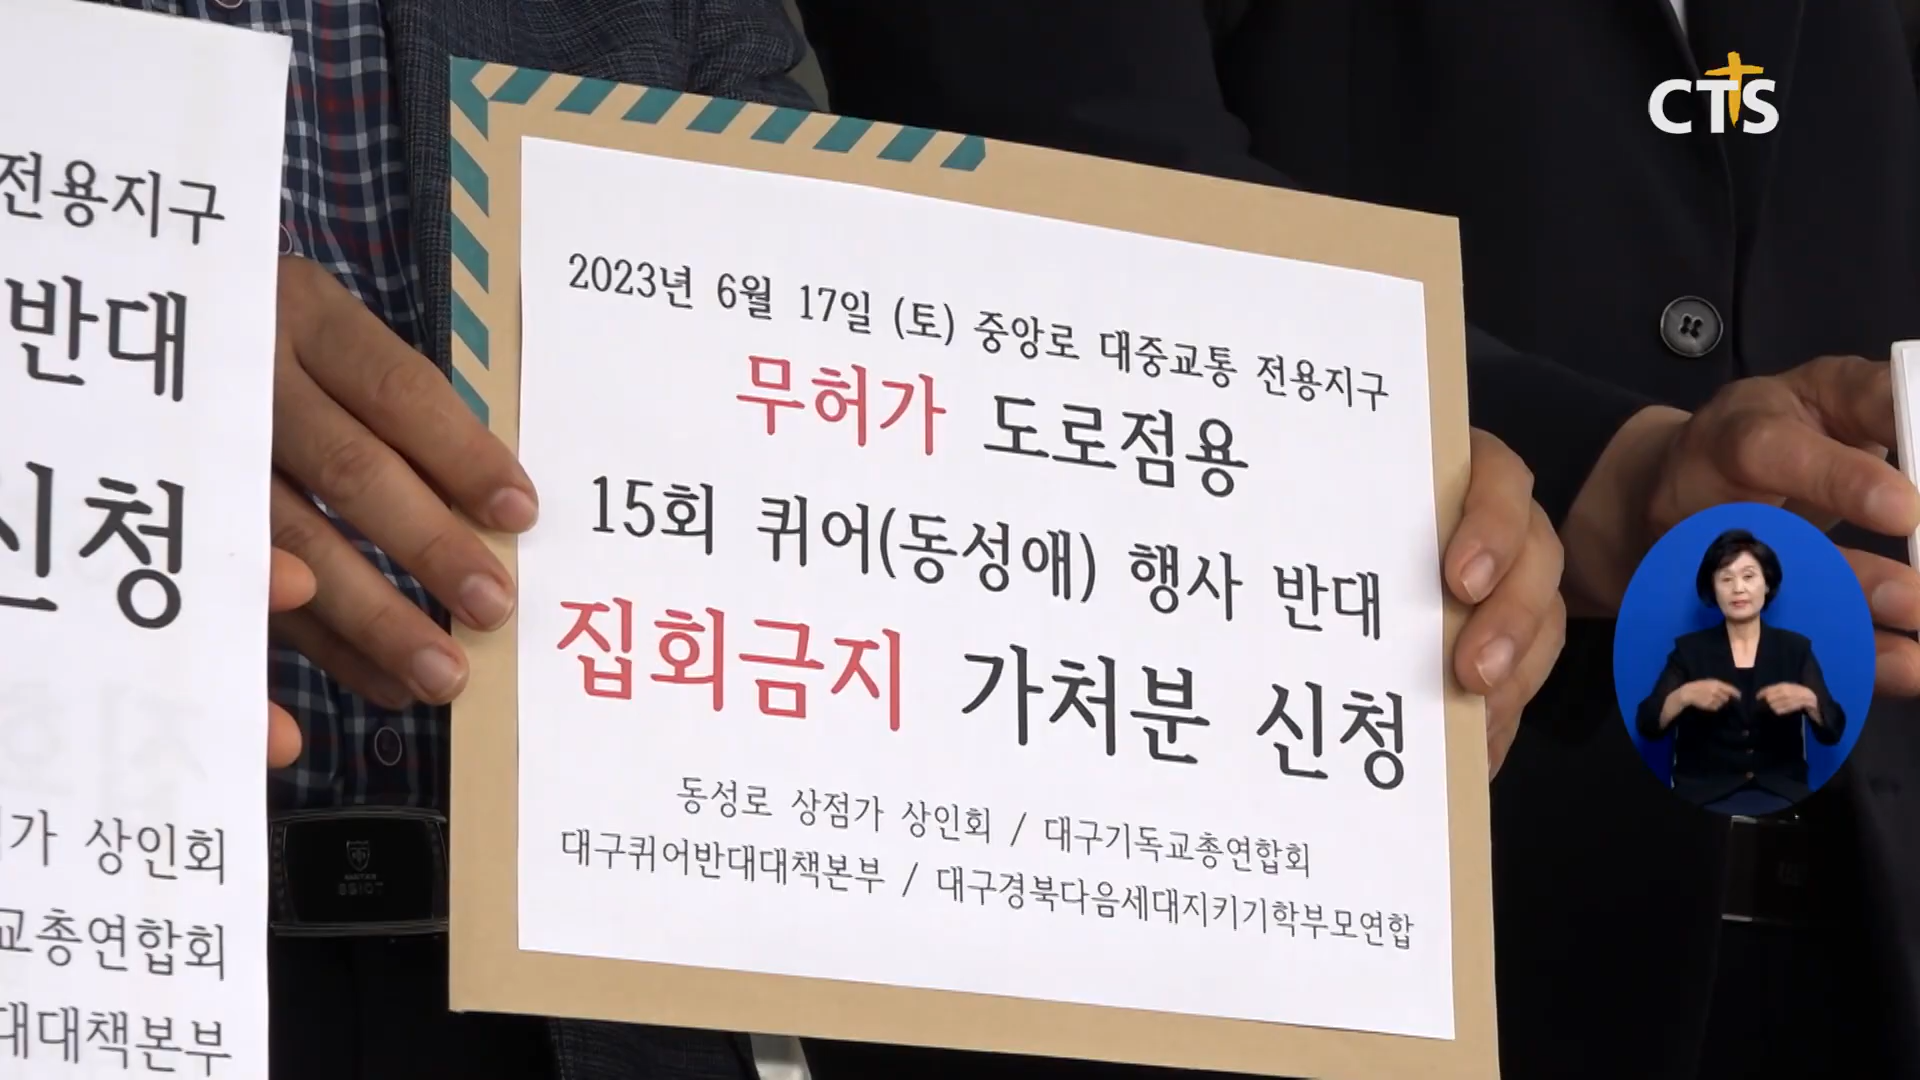 CTS
전용지구
반대
신청
가 상인회
교총연합회
대대책본부
2023년 6월 17일 (토) 중앙로 대중교통 전용지구
무허가 도로점용
15회 퀴어(동성애) 행사 반대
집회금지 가처분 신청
동성로 상점가 상인회 / 대구기독교총연합회
대구퀴어반대대책본부 / 대구경북다음세대지키기학부모연합